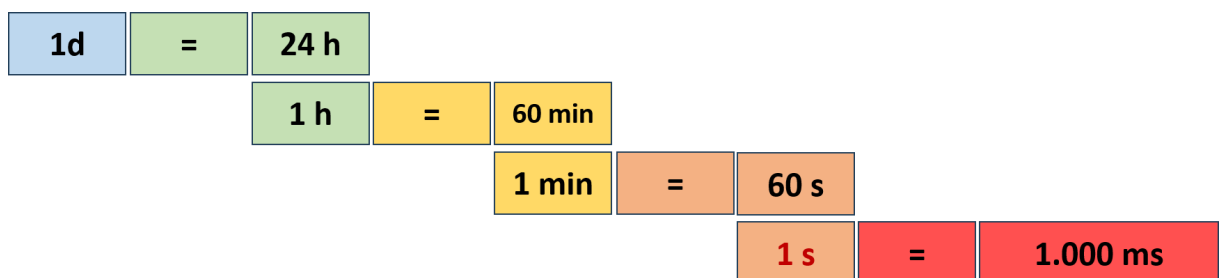 1d = 24 h
1 h = 60 min
1 min = 60 s
1 s = 1.000 ms